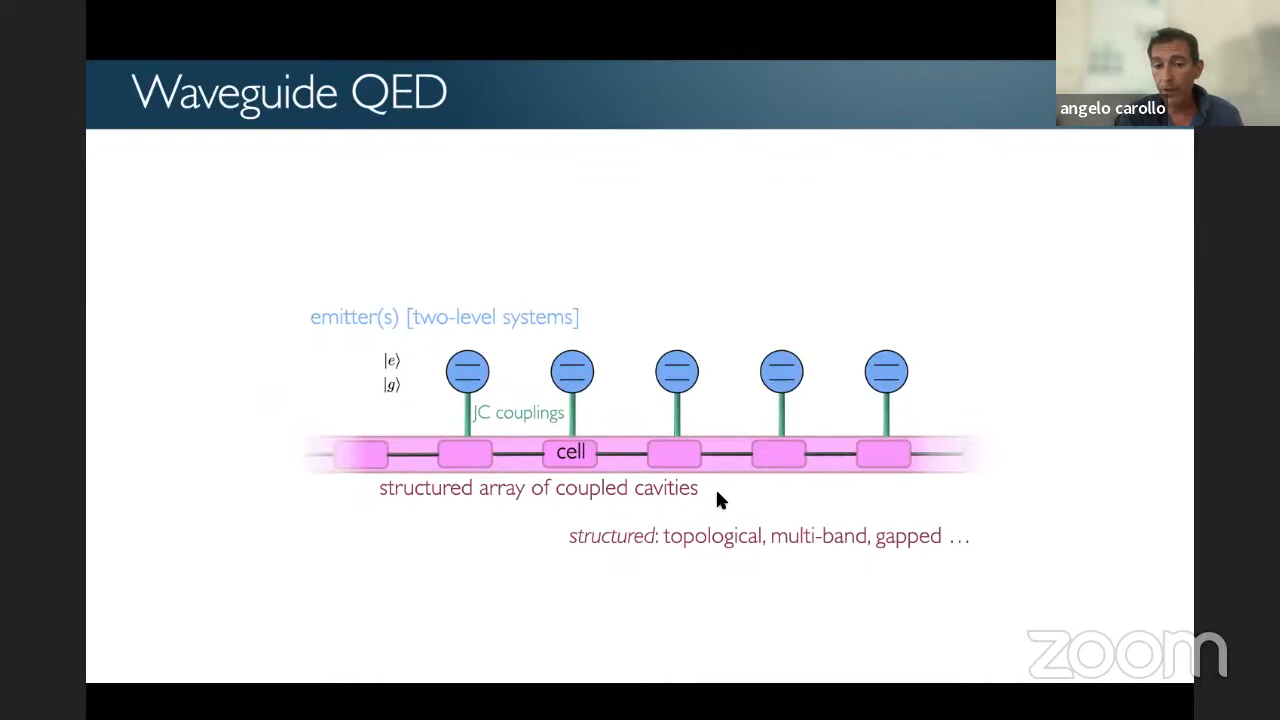 Waveguide QED
angelo carollo
emitter(s) [two-level systems]
|e⟩
|g⟩
JC couplings
cell
structured array of coupled cavities
structured: topological, multi-band, gapped …
zoom